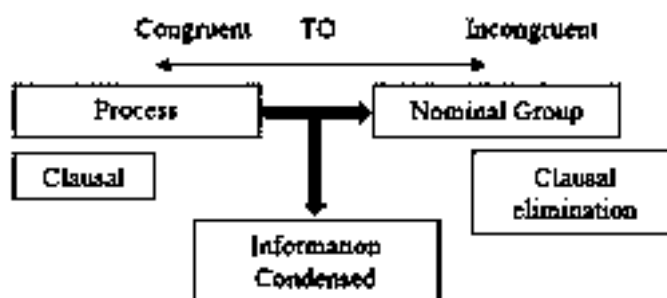 Congruent TO Incongruent
Process
Nominal Group
Clausal
Clausal
elimination
Information
Condensed